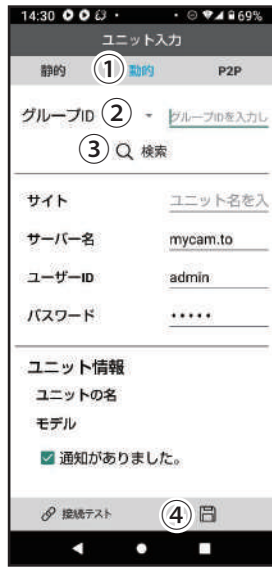 14:30 69%
ユニット入力
静的 ① 動的 P2P
グループID ② グループIDを入力し
③ 検索
サイト ユニット名を入
サーバー名 mycam.to
ユーザーID admin
パスワード •••••
ユニット情報
ユニットの名
モデル
通知がありました。
接続テスト ④